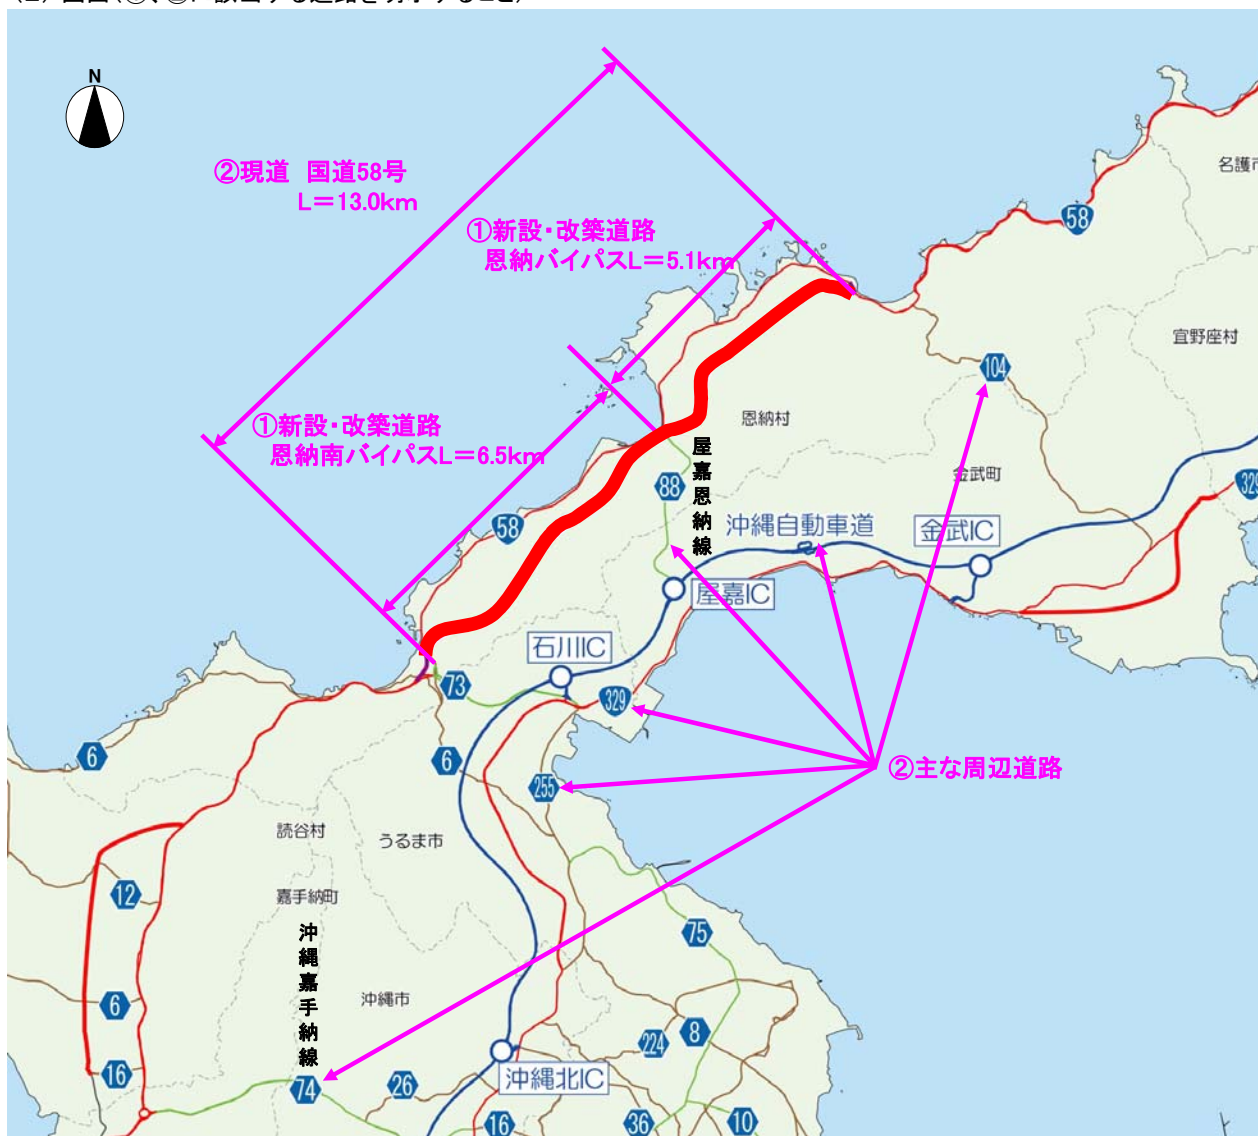 N
②現道 国道58号
L＝13.0km
①新設・改築道路
恩納バイパスL＝5.1km
名護市
58
宜野座村
104
①新設・改築道路
恩納南バイパスL＝6.5km
恩納村
屋嘉恩納線
金武町
88
329
58
沖縄自動車道
金武IC
屋嘉IC
石川IC
73
329
6
6
②主な周辺道路
255
読谷村
うるま市
12
嘉手納町
75
沖縄嘉手納線
沖縄市
6
224
8
沖縄北IC
16
74
26
16
36
10